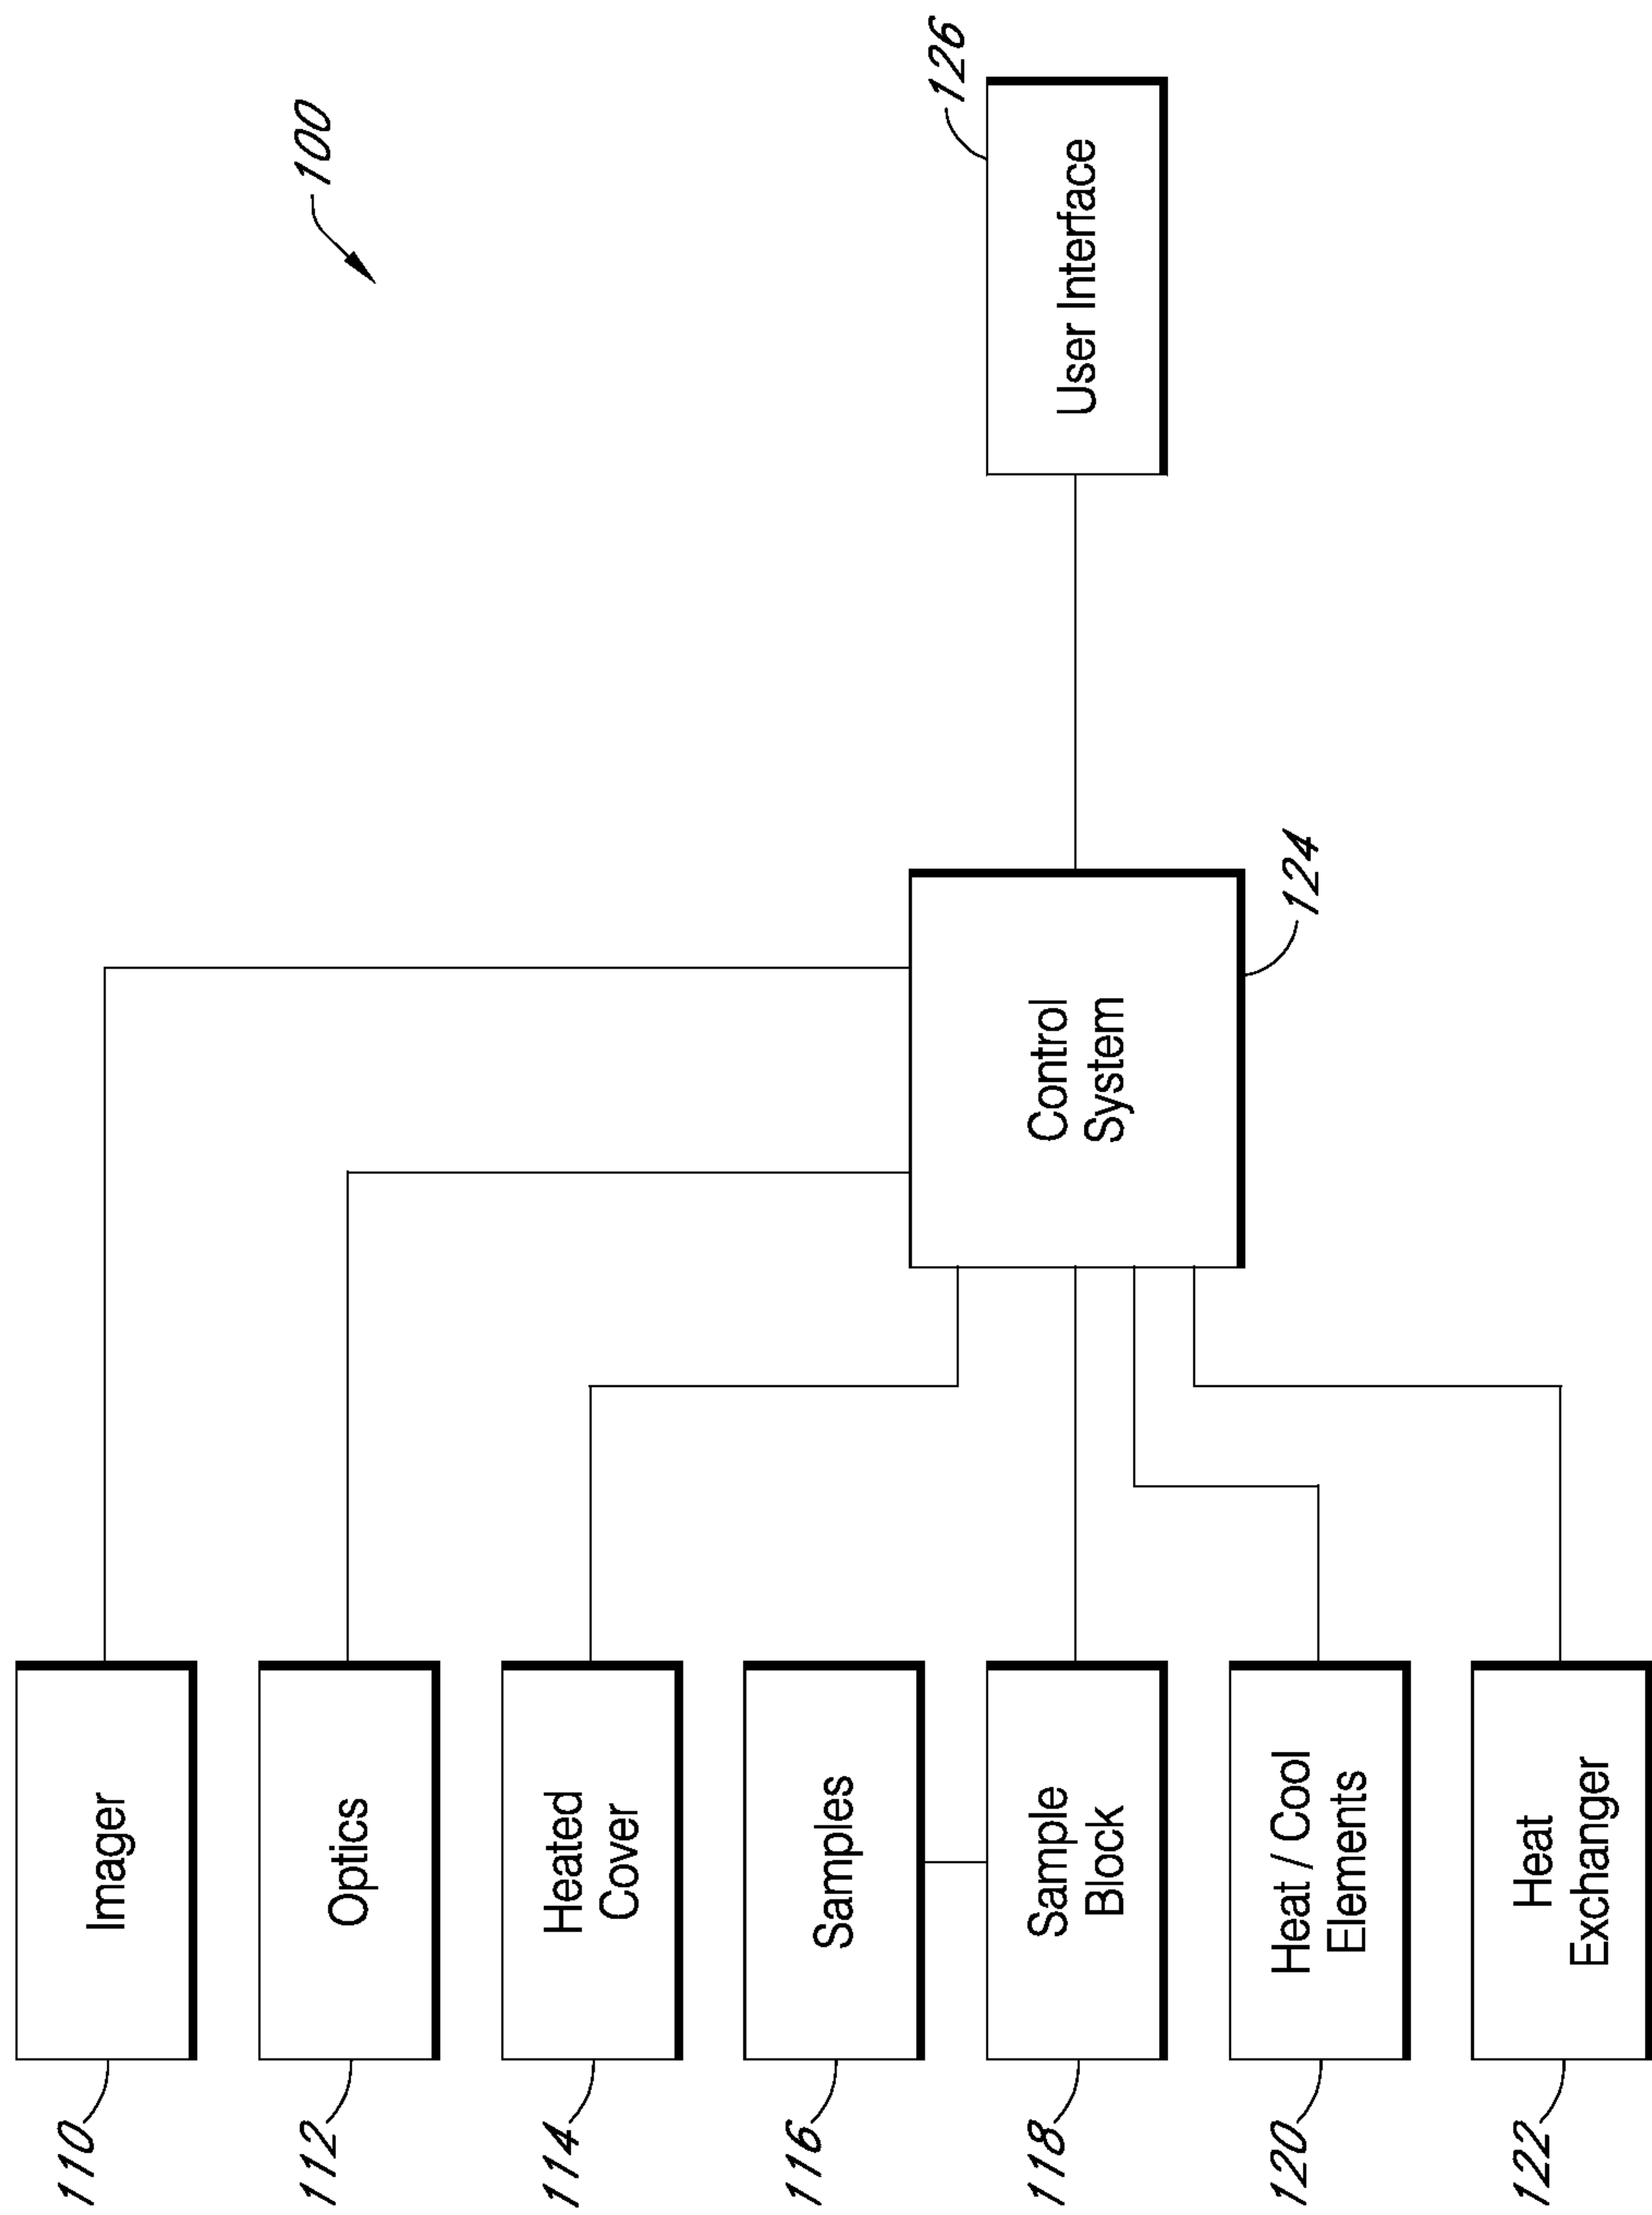 100
110
Imager
112
Optics
114
Heated
Cover
116
Samples
118
Sample
Block
120
Heat / Cool
Elements
122
Heat
Exchanger
Control
System
124
User Interface
126